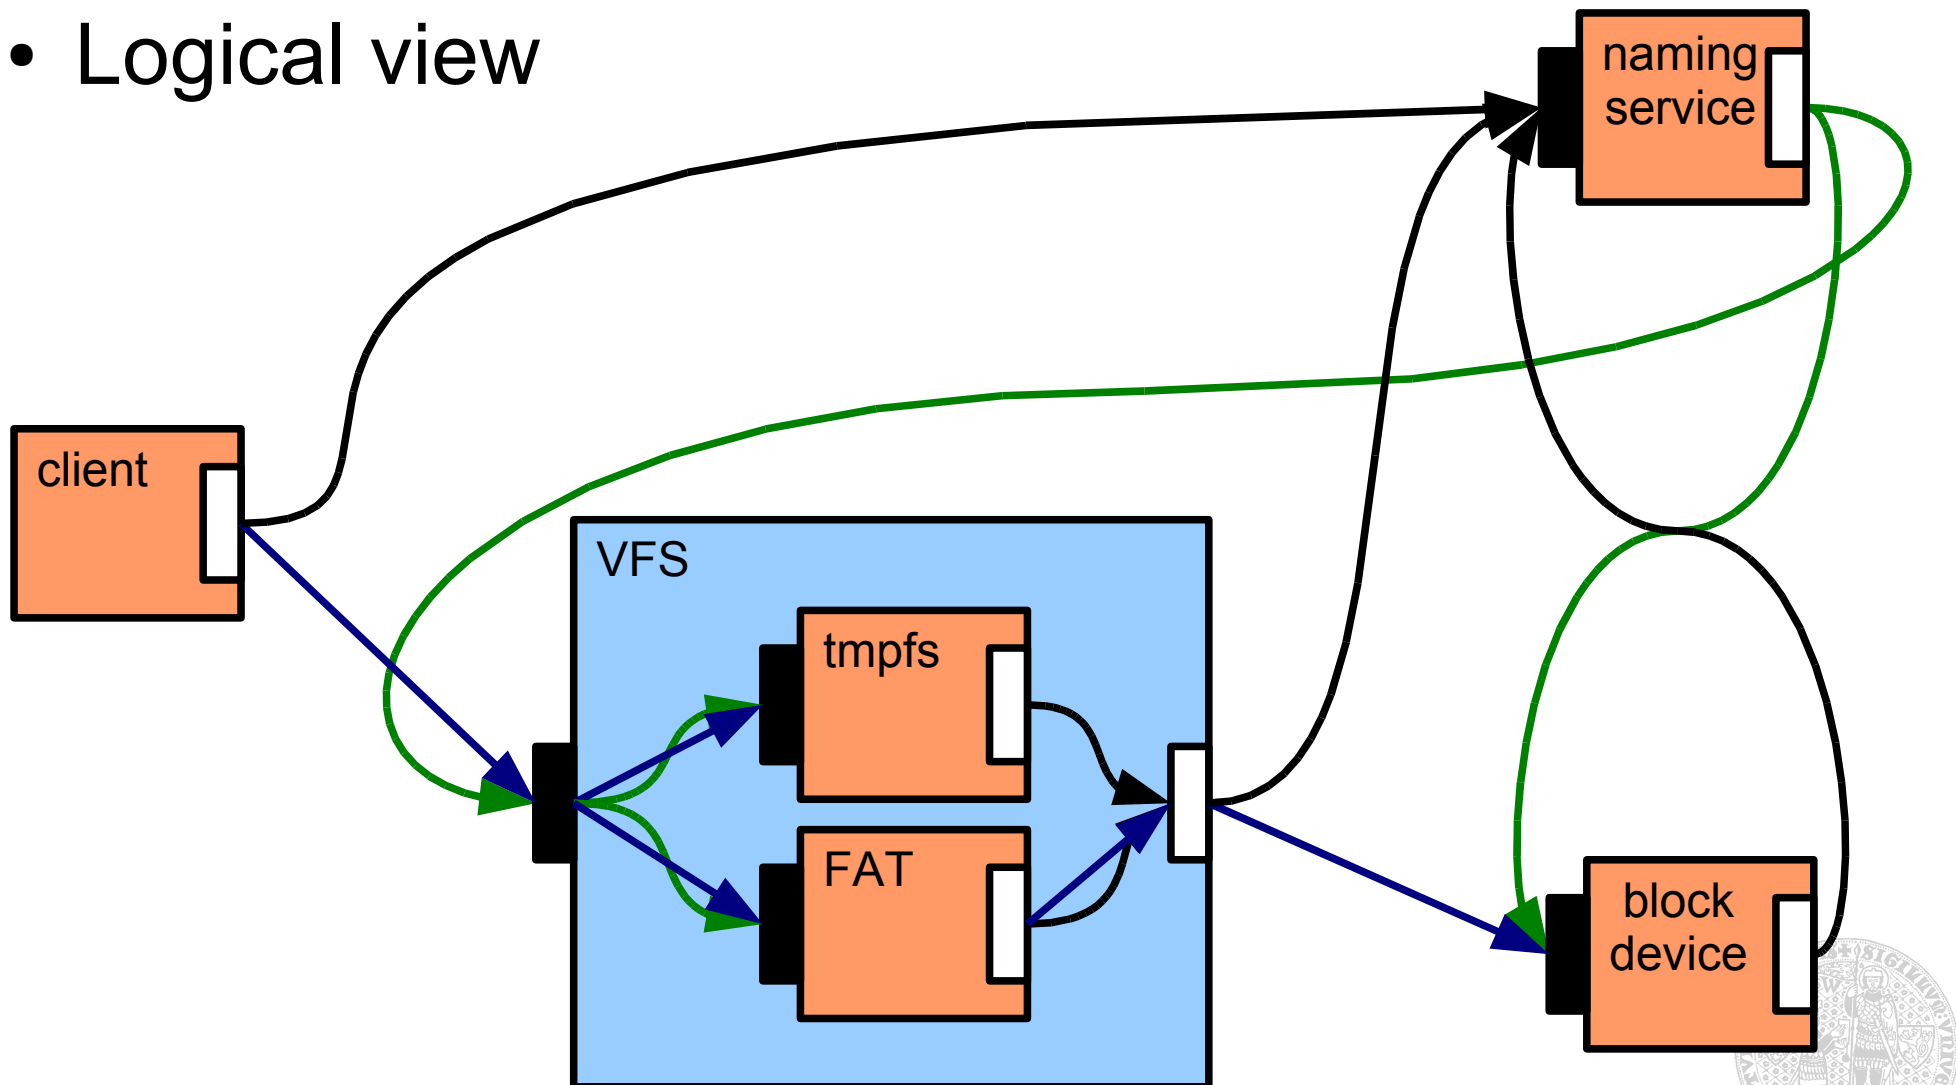 • Logical view
naming
service
client
VFS
tmpfs
FAT
block
device